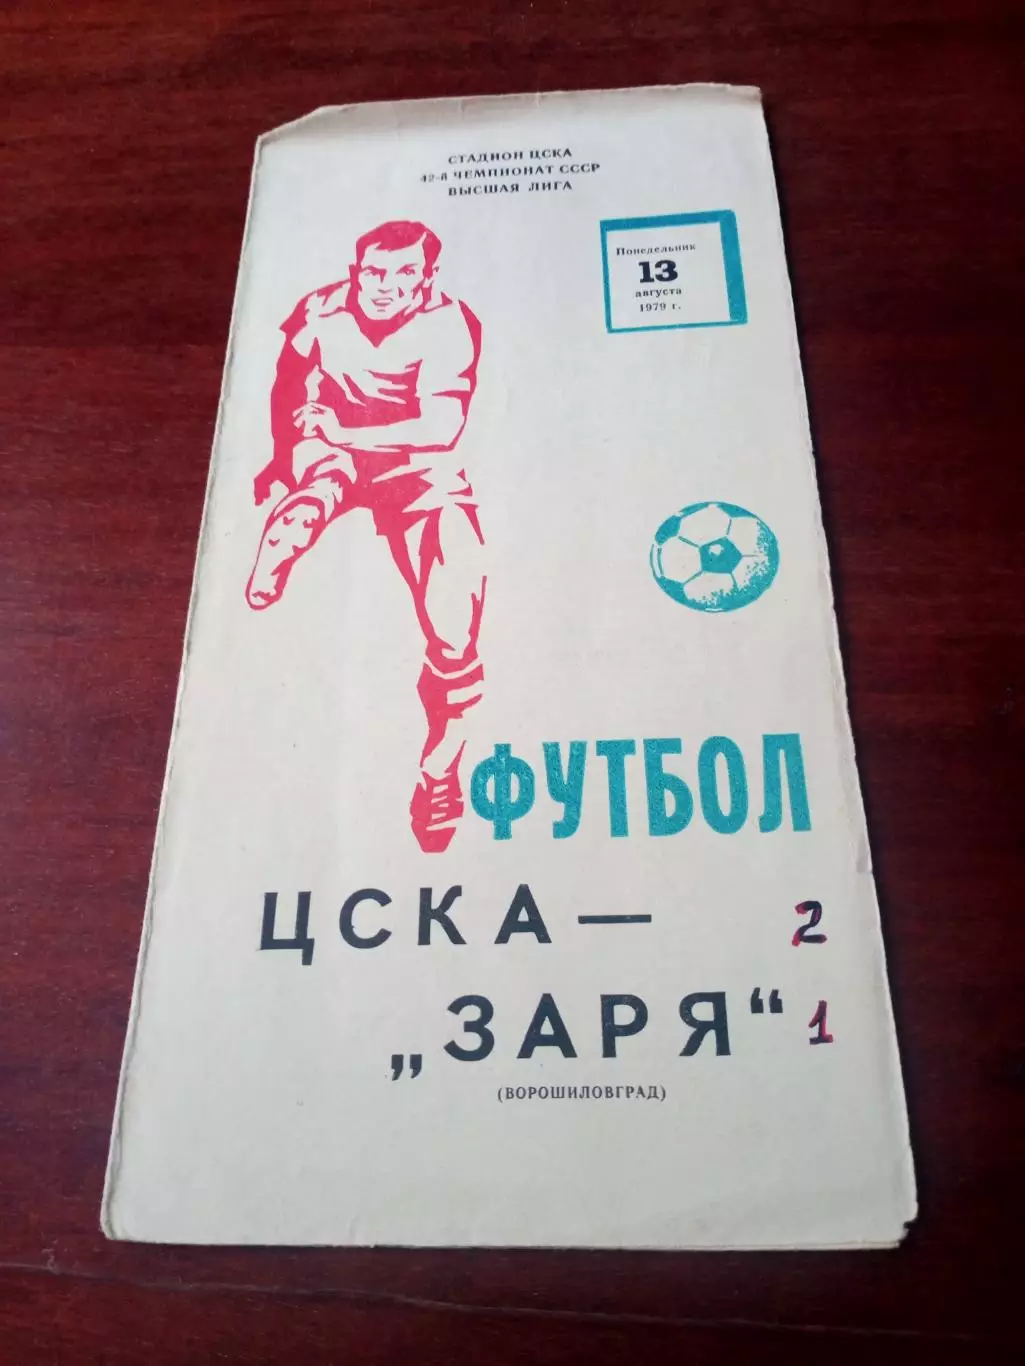 СТАДИОН ЦСКА
42-й ЧЕМПИОНАТ СССР
ВЫСШАЯ ЛИГА
Понедельник
13
августа
1979 г.
ФУТБОЛ
ЦСКА — 2
„ЗАРЯ“ 1
(ВОРОШИЛОВГРАД)